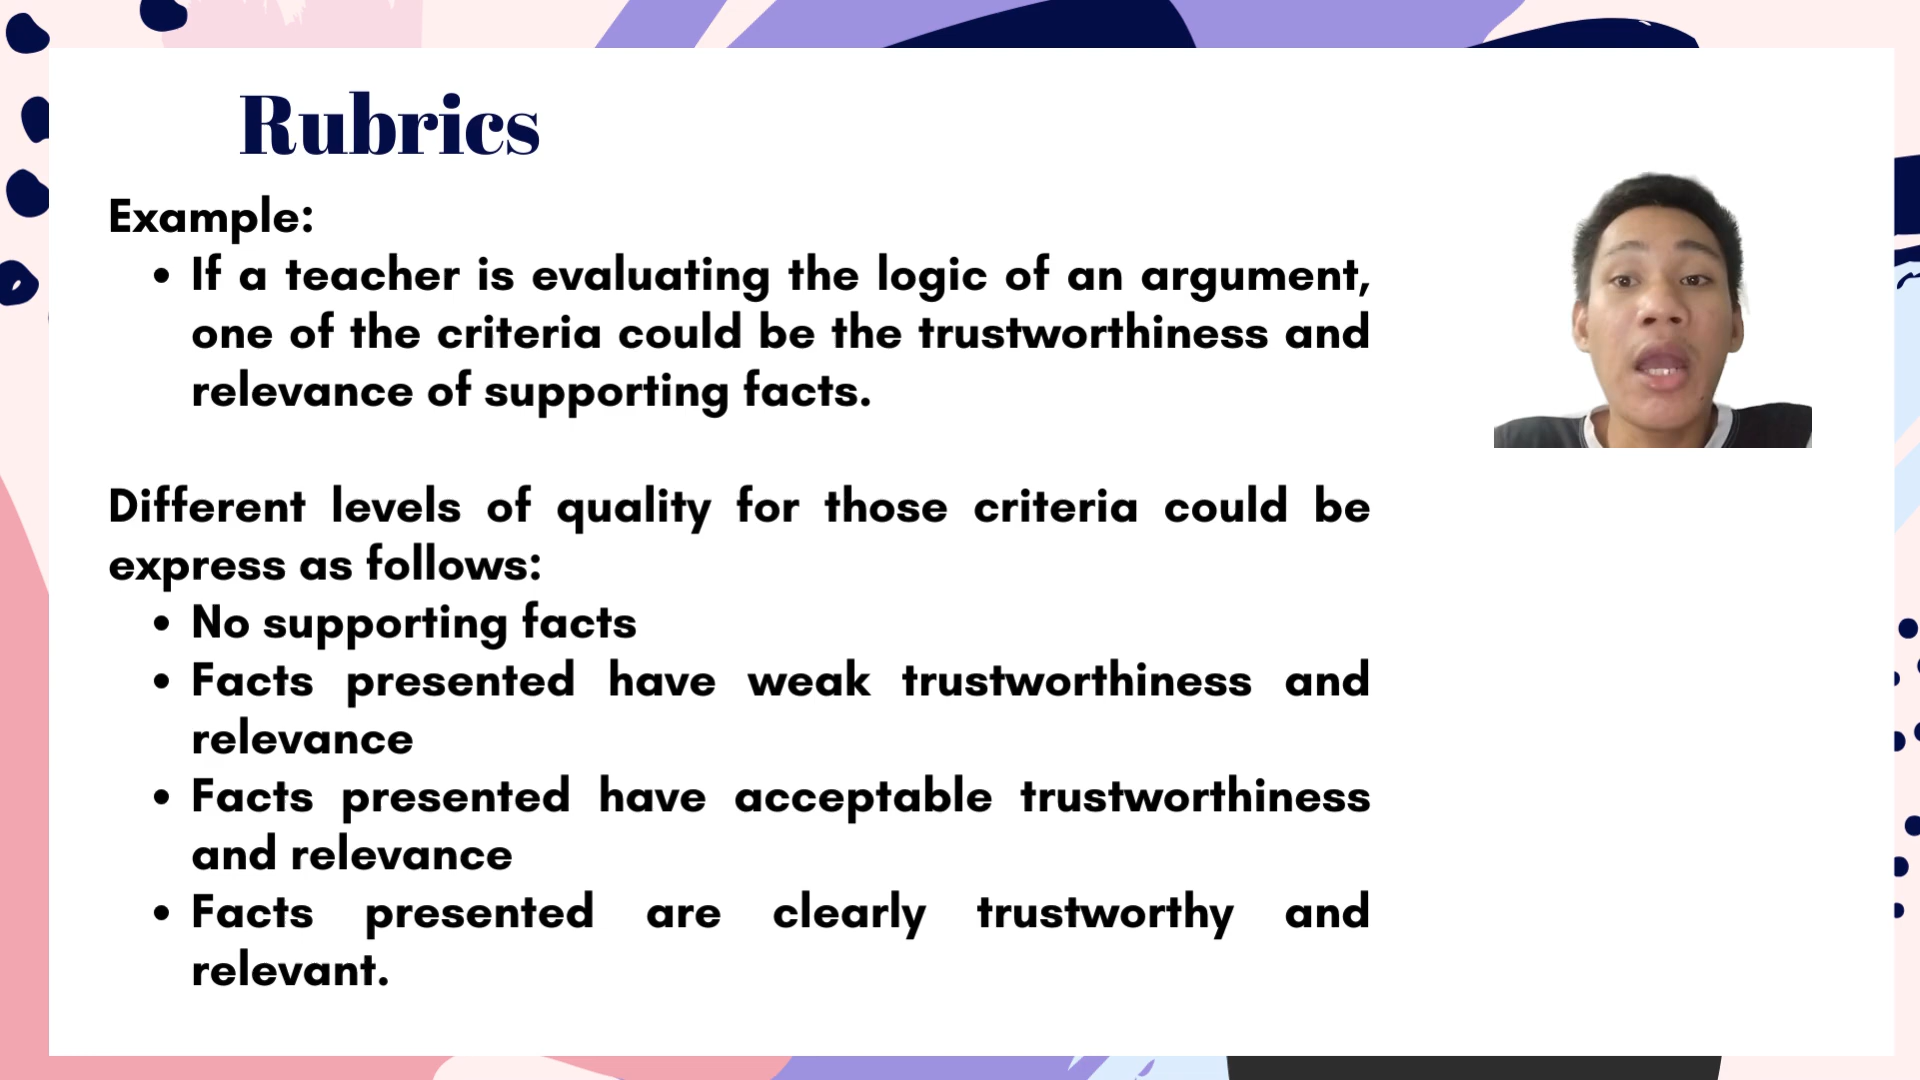 Rubrics
Example:
• If a teacher is evaluating the logic of an argument,
one of the criteria could be the trustworthiness and
relevance of supporting facts.
Different levels of quality for those criteria could be
express as follows:
• No supporting facts
• Facts presented have weak trustworthiness and
relevance
• Facts presented have acceptable trustworthiness
and relevance
• Facts presented are clearly trustworthy and
relevant.